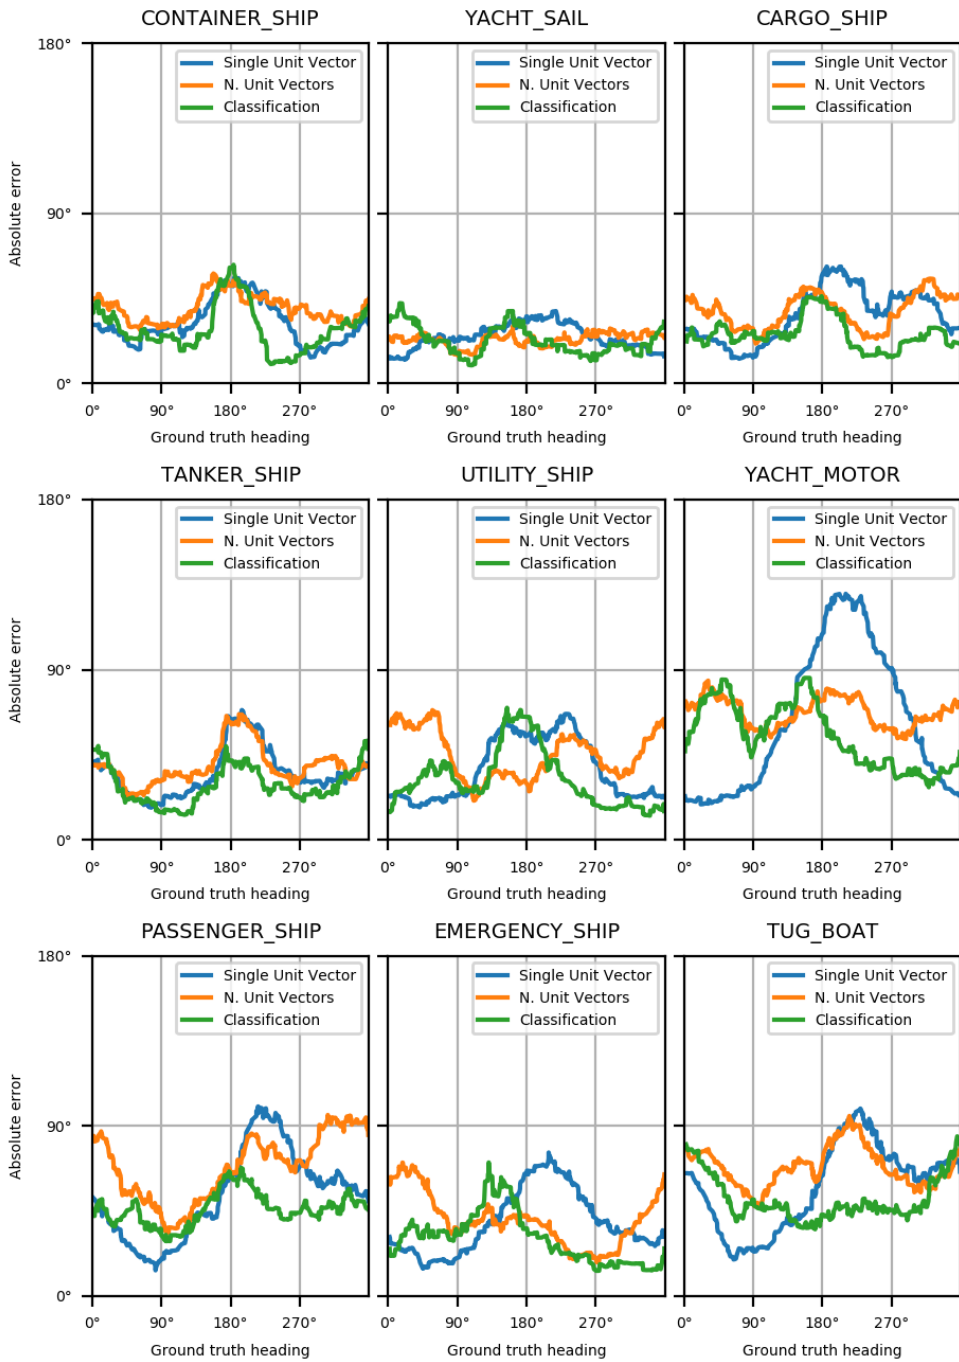 CONTAINER_SHIP YACHT_SAIL CARGO_SHIP
180°
Single Unit Vector Single Unit Vector Single Unit Vector
N. Unit Vectors N. Unit Vectors N. Unit Vectors
Classification Classification Classification
Absolute error
90°
0°
0° 90° 180° 270° 0° 90° 180° 270° 0° 90° 180° 270°
Ground truth heading Ground truth heading Ground truth heading
TANKER_SHIP UTILITY_SHIP YACHT_MOTOR
180°
Single Unit Vector Single Unit Vector Single Unit Vector
N. Unit Vectors N. Unit Vectors N. Unit Vectors
Classification Classification Classification
Absolute error
90°
0°
0° 90° 180° 270° 0° 90° 180° 270° 0° 90° 180° 270°
Ground truth heading Ground truth heading Ground truth heading
PASSENGER_SHIP EMERGENCY_SHIP TUG_BOAT
180°
Single Unit Vector Single Unit Vector Single Unit Vector
N. Unit Vectors N. Unit Vectors N. Unit Vectors
Classification Classification Classification
Absolute error
90°
0°
0° 90° 180° 270° 0° 90° 180° 270° 0° 90° 180° 270°
Ground truth heading Ground truth heading Ground truth heading